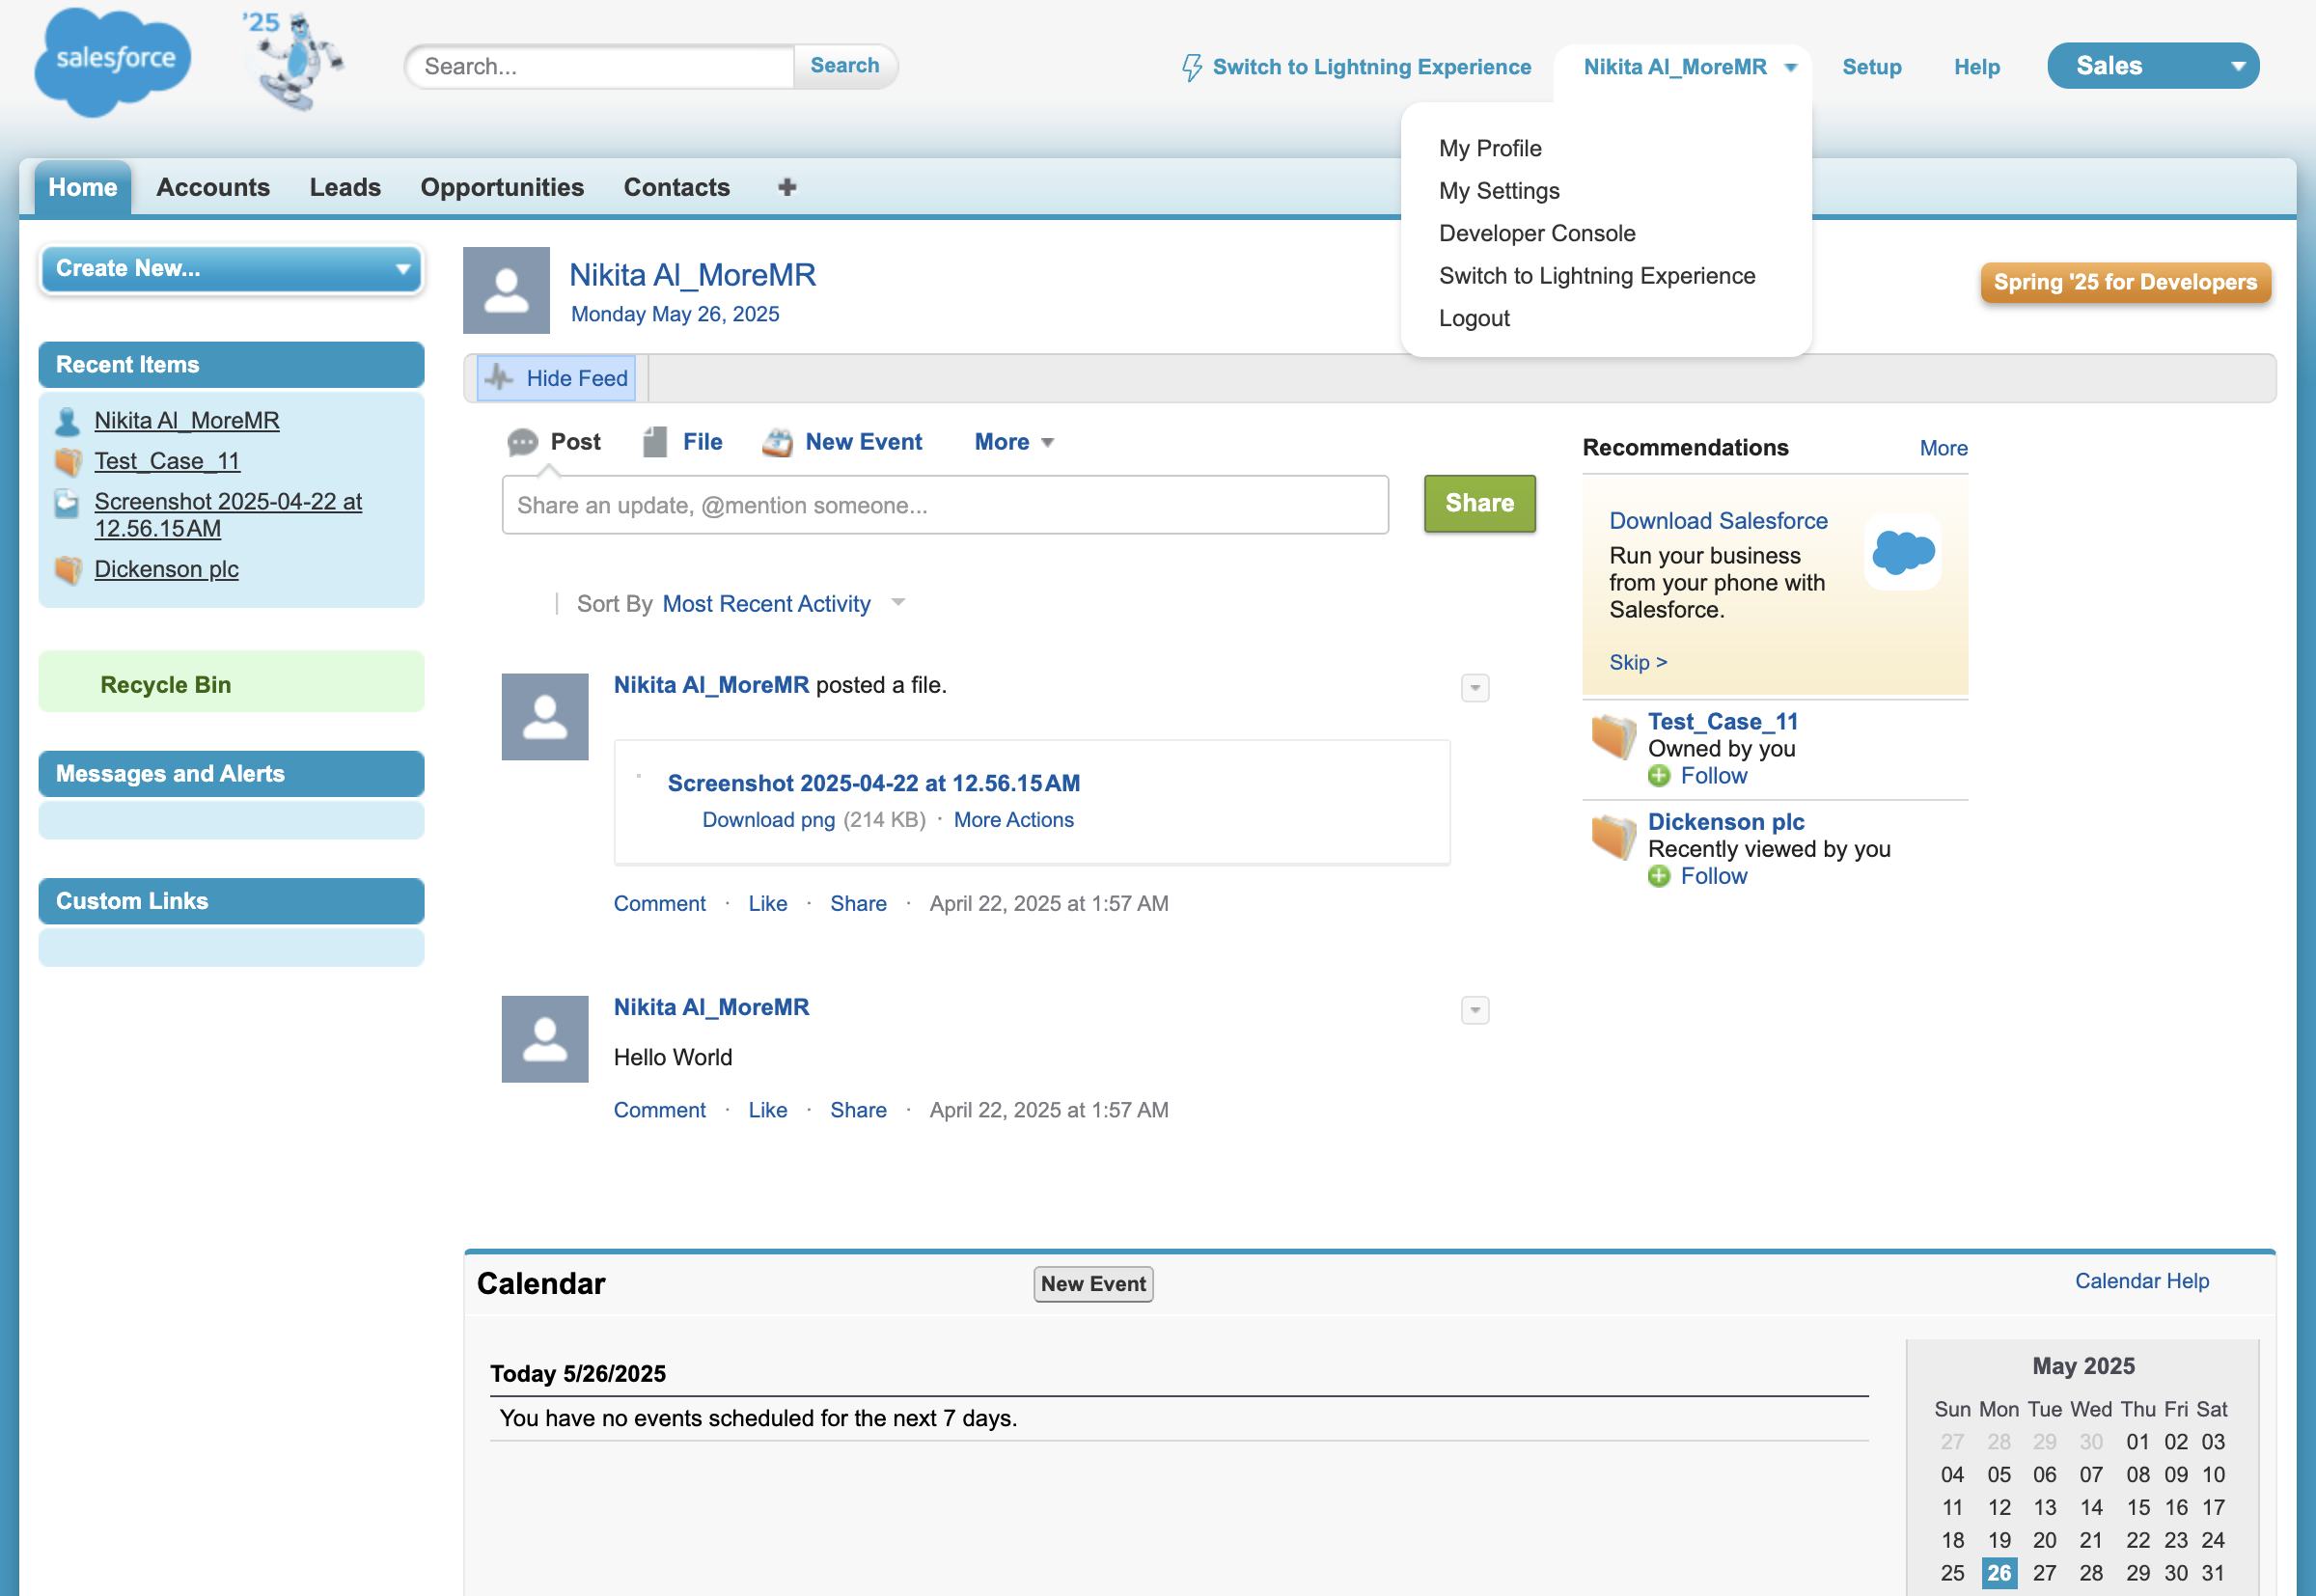 salesforce
'25
Search...
Search
Switch to Lightning Experience
Nikita Al_MoreMR
Setup
Help
Sales
My Profile
My Settings
Developer Console
Switch to Lightning Experience
Logout
Home
Accounts
Leads
Opportunities
Contacts
Create New...
Recent Items
Nikita Al_MoreMR
Test_Case_11
Screenshot 2025-04-22 at
12.56.15 AM
Dickenson plc
Recycle Bin
Messages and Alerts
Custom Links
Nikita Al_MoreMR
Monday May 26, 2025
Spring '25 for Developers
Hide Feed
Post
File
New Event
More
Share an update, @mention someone...
Share
Sort By Most Recent Activity
Nikita Al_MoreMR posted a file.
Screenshot 2025-04-22 at 12.56.15 AM
Download png (214 KB) · More Actions
Comment · Like · Share · April 22, 2025 at 1:57 AM
Nikita Al_MoreMR
Hello World
Comment · Like · Share · April 22, 2025 at 1:57 AM
Recommendations
More
Download Salesforce
Run your business
from your phone with
Salesforce.
Skip >
Test_Case_11
Owned by you
Follow
Dickenson plc
Recently viewed by you
Follow
Calendar
New Event
Calendar Help
Today 5/26/2025
You have no events scheduled for the next 7 days.
May 2025
Sun Mon Tue Wed Thu Fri Sat
27 28 29 30 01 02 03
04 05 06 07 08 09 10
11 12 13 14 15 16 17
18 19 20 21 22 23 24
25 26 27 28 29 30 31